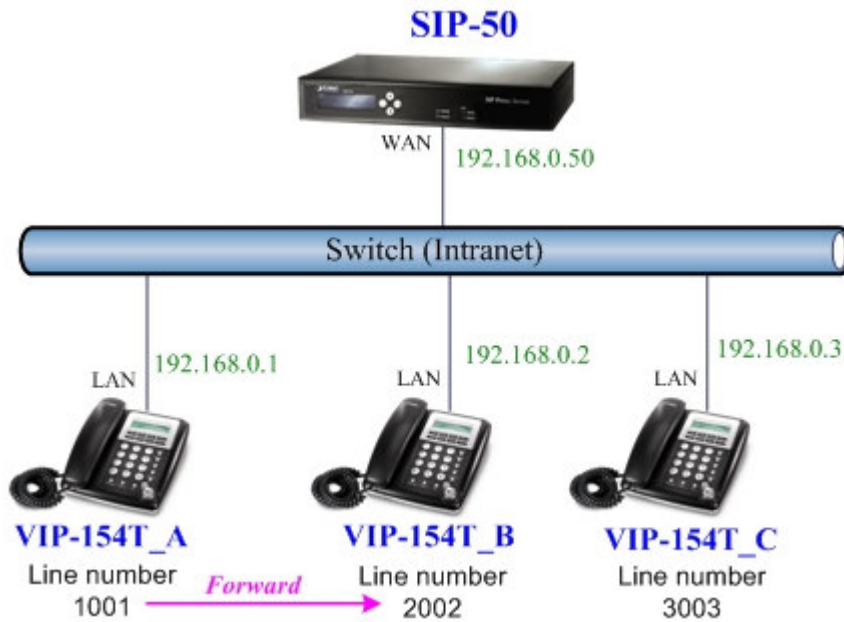 SIP-50
WAN
192.168.0.50
Switch (Intranet)
192.168.0.1
192.168.0.2
192.168.0.3
LAN
LAN
LAN
VIP-154T_A
VIP-154T_B
VIP-154T_C
Line number
1001
Forward
Line number
2002
Line number
3003